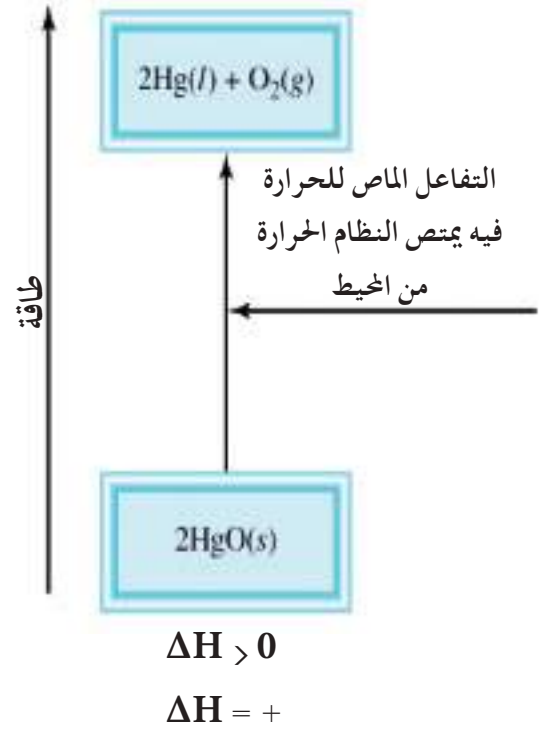 2Hg(l) + O₂(g)
التفاعل الماص للحرارة
فيه يمتص النظام الحرارة
من المحيط
طاقة
2HgO(s)
ΔH > 0
ΔH = +